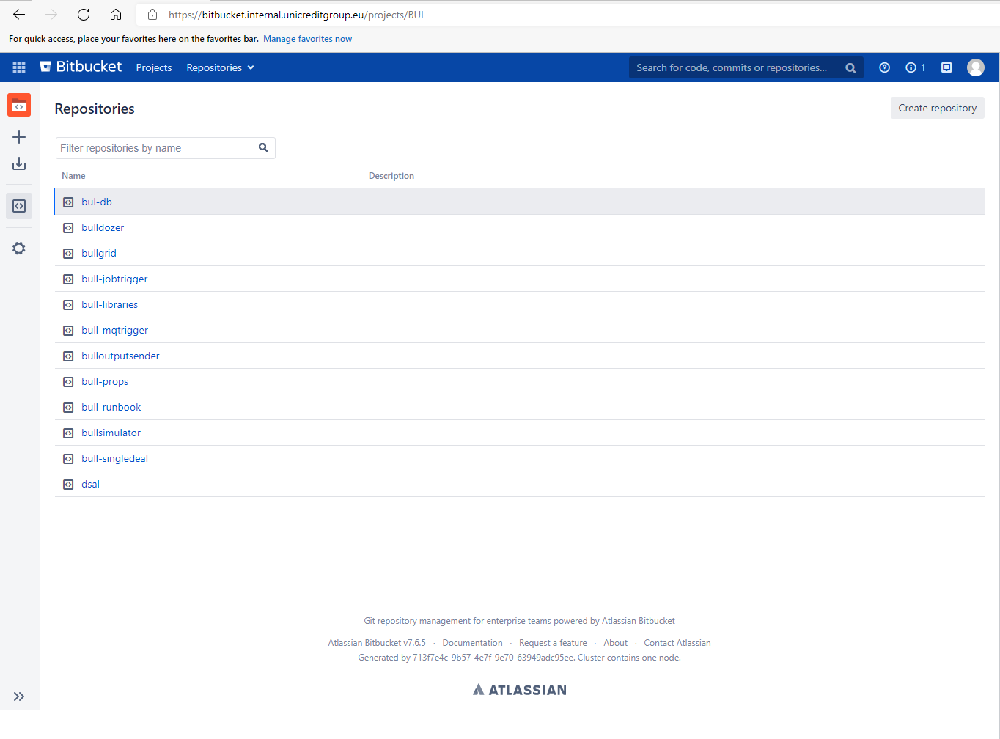 https://bitbucket.internal.unicreditgroup.eu/projects/BUL
For quick access, place your favorites here on the favorites bar. Manage favorites now
Bitbucket Projects Repositories Search for code, commits or repositories... 1
Repositories Create repository
Filter repositories by name
Name Description
bul-db
bulldozer
bullgrid
bull-jobtrigger
bull-libraries
bull-mqtrigger
bulloutputsender
bull-props
bull-runbook
bullsimulator
bull-singledeal
dsal
Git repository management for enterprise teams powered by Atlassian Bitbucket
Atlassian Bitbucket v7.6.5 · Documentation · Request a feature · About · Contact Atlassian
Generated by 713f7e4c-9b57-4e7f-9e70-63949adc95ee. Cluster contains one node.
ATLASSIAN